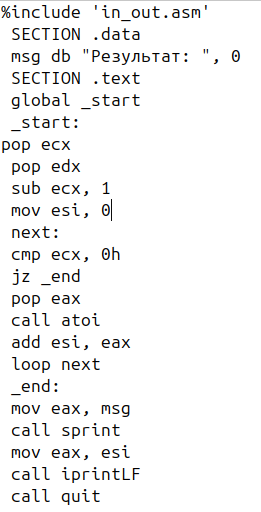 %include 'in_out.asm'
SECTION .data
msg db "Результат: ", 0
SECTION .text
global _start
_start:
pop ecx
pop edx
sub ecx, 1
mov esi, 0
next:
cmp ecx, 0h
jz _end
pop eax
call atoi
add esi, eax
loop next
_end:
mov eax, msg
call sprint
mov eax, esi
call iprintLF
call quit